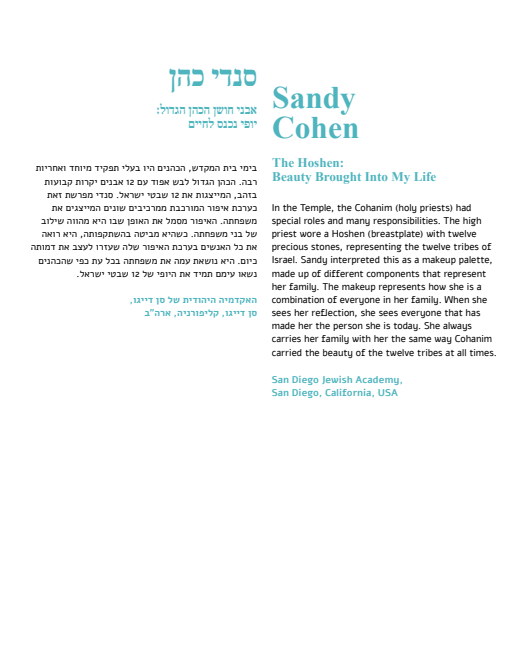 סנדי כהן
אבני חושן הכהן הגדול:
יופי נכנס לחיים
בימי בית המקדש, הכהנים היו בעלי תפקיד מיוחד ואחריות
רבה. הכהן הגדול לבש אפוד עם 12 אבנים יקרות קבועות
בזהב, המייצגות את 12 שבטי ישראל. סנדי מפרשת זאת
כערכת איפור המורכבת ממרכיבים שונים המייצגים את
משפחתה. האיפור מסמל את האופן שבו היא מהווה שילוב
של בני משפחתה. כשהיא מביטה בהשתקפותה, היא רואה
את כל האנשים בערכת האיפור שלה שעזרו לעצב את דמותה
כיום. היא נושאת עמה את משפחתה בכל עת כפי שהכהנים
נשאו עימם תמיד את היופי של 12 שבטי ישראל.
האקדמיה היהודית של סן דייגו,
סן דייגו, קליפורניה, ארה"ב
Sandy
Cohen
The Hoshen:
Beauty Brought Into My Life
In the Temple, the Cohanim (holy priests) had
special roles and many responsibilities. The high
priest wore a Hoshen (breastplate) with twelve
precious stones, representing the twelve tribes of
Israel. Sandy interpreted this as a makeup palette,
made up of different components that represent
her family. The makeup represents how she is a
combination of everyone in her family. When she
sees her reflection, she sees everyone that has
made her the person she is today. She always
carries her family with her the same way Cohanim
carried the beauty of the twelve tribes at all times.
San Diego Jewish Academy,
San Diego, California, USA